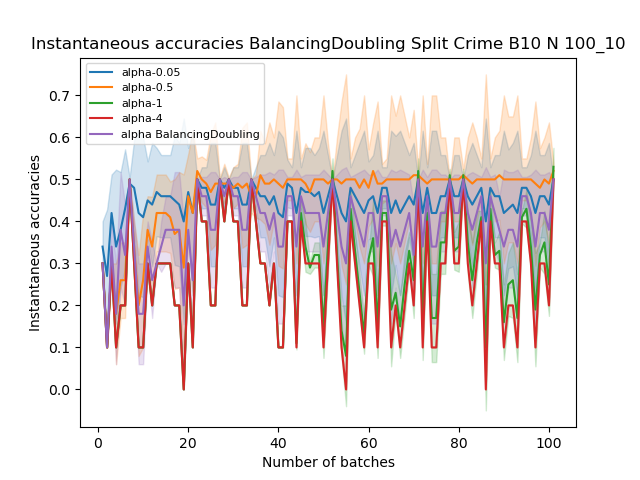 Instantaneous accuracies BalancingDoubling Split Crime B10 N 100_10
alpha-0.05
alpha-0.5
alpha-1
alpha-4
alpha BalancingDoubling
0.7
0.6
0.5
0.4
0.3
0.2
0.1
0.0
Instantaneous accuracies
0 20 40 60 80 100
Number of batches